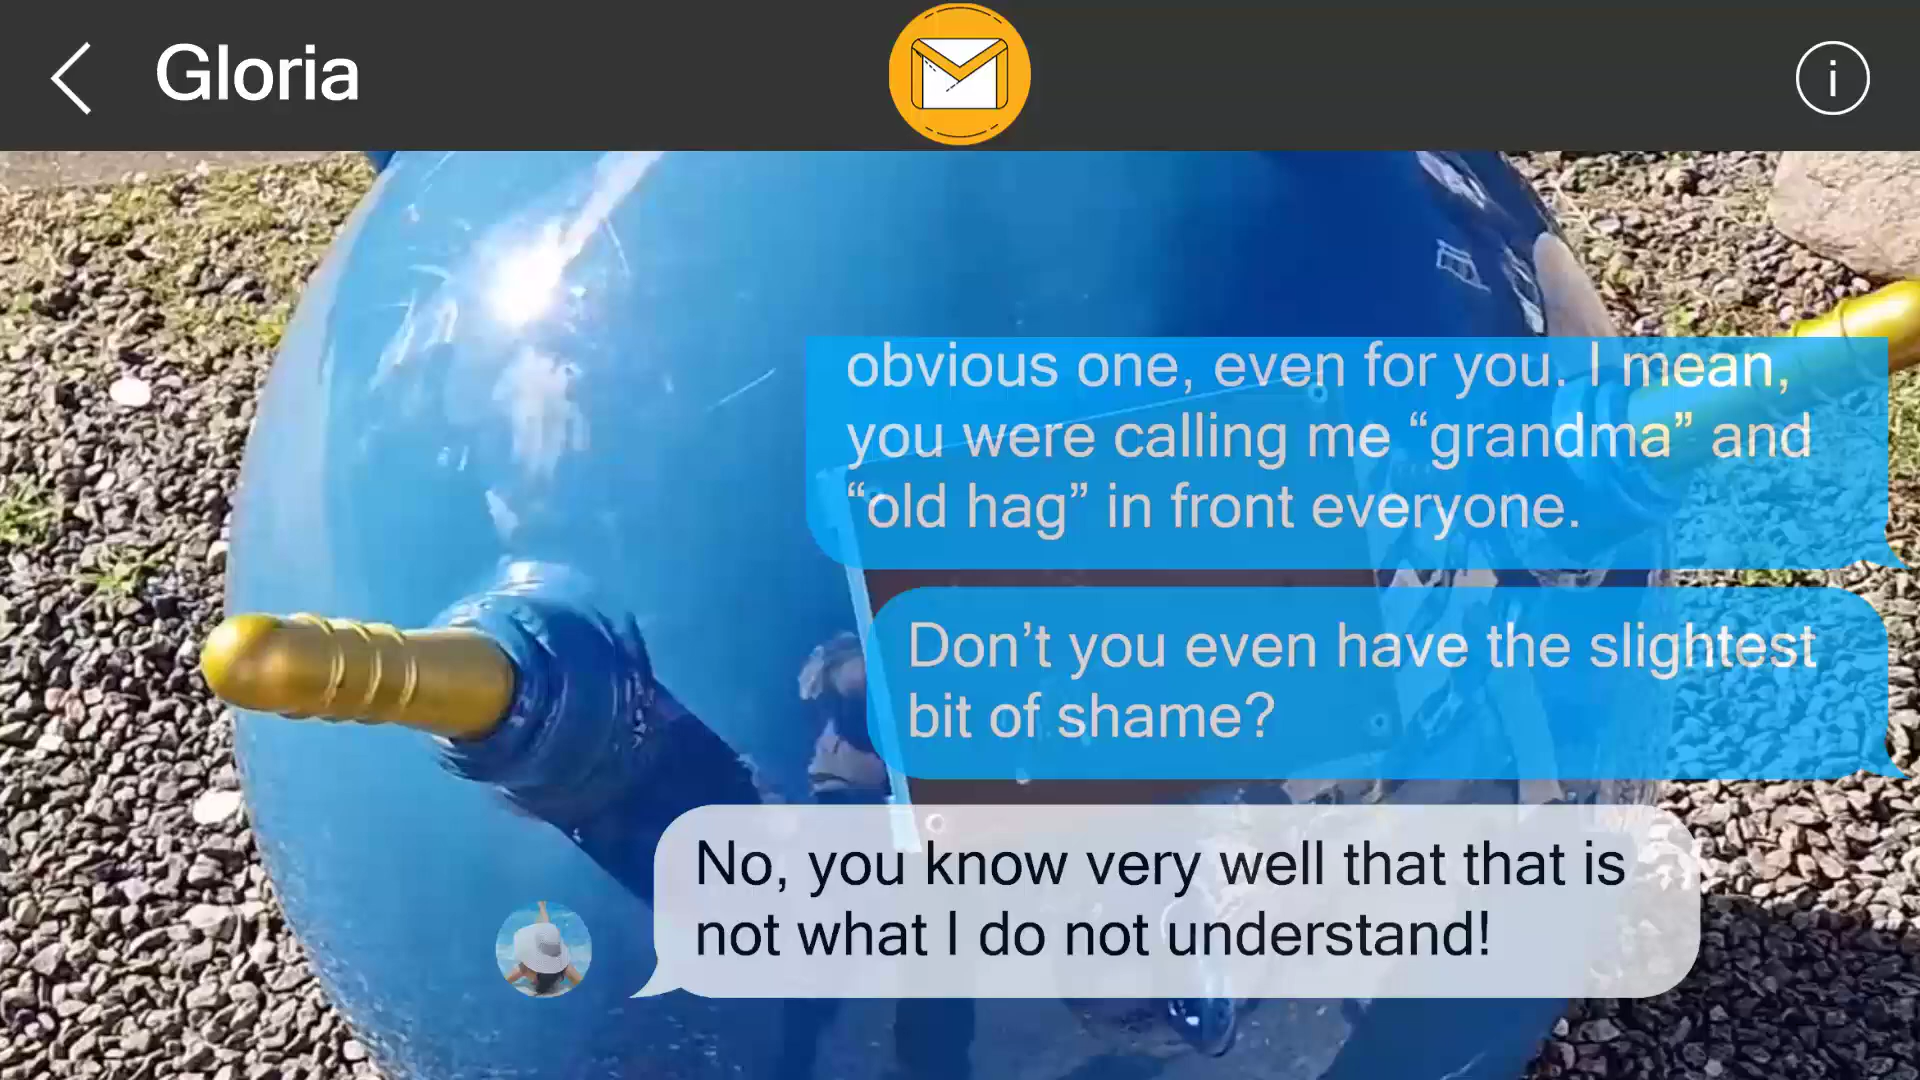 Gloria
i
obvious one, even for you. I mean,
you were calling me “grandma” and
“old hag” in front everyone.
Don’t you even have the slightest
bit of shame?
No, you know very well that that is
not what I do not understand!